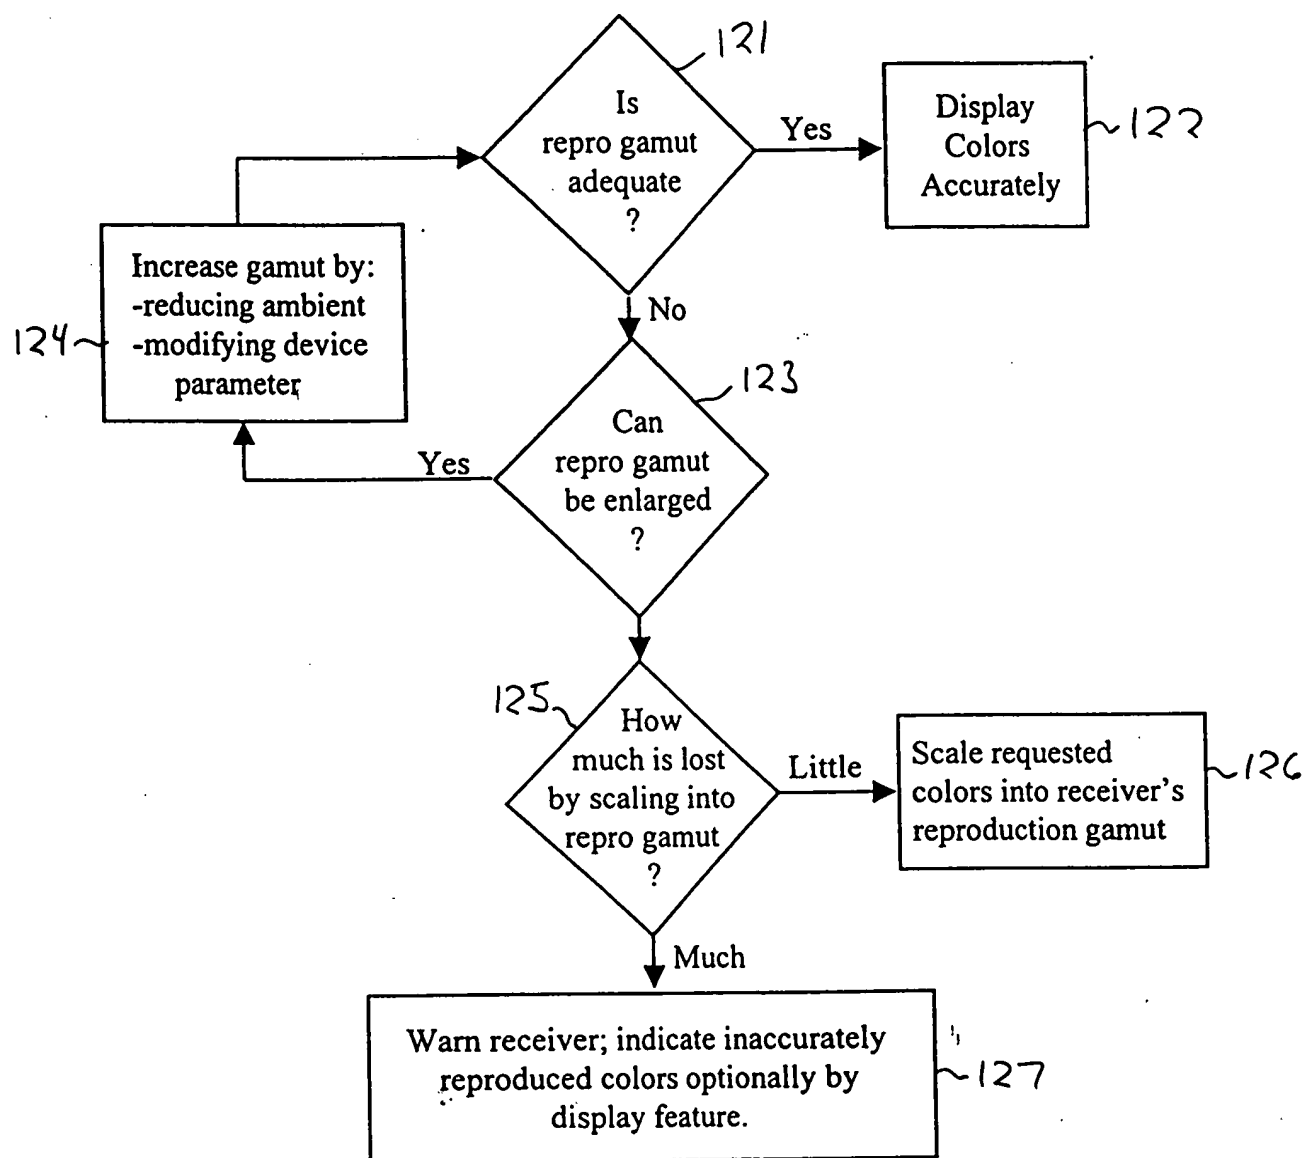 121
Is
repro gamut
adequate
?
Yes
Display
Colors
Accurately
122
Increase gamut by:
-reducing ambient
-modifying device
parameter
124
No
123
Can
repro gamut
be enlarged
?
Yes
125
How
much is lost
by scaling into
repro gamut
?
Little
Scale requested
colors into receiver's
reproduction gamut
126
Much
Warn receiver; indicate inaccurately
reproduced colors optionally by
display feature.
127